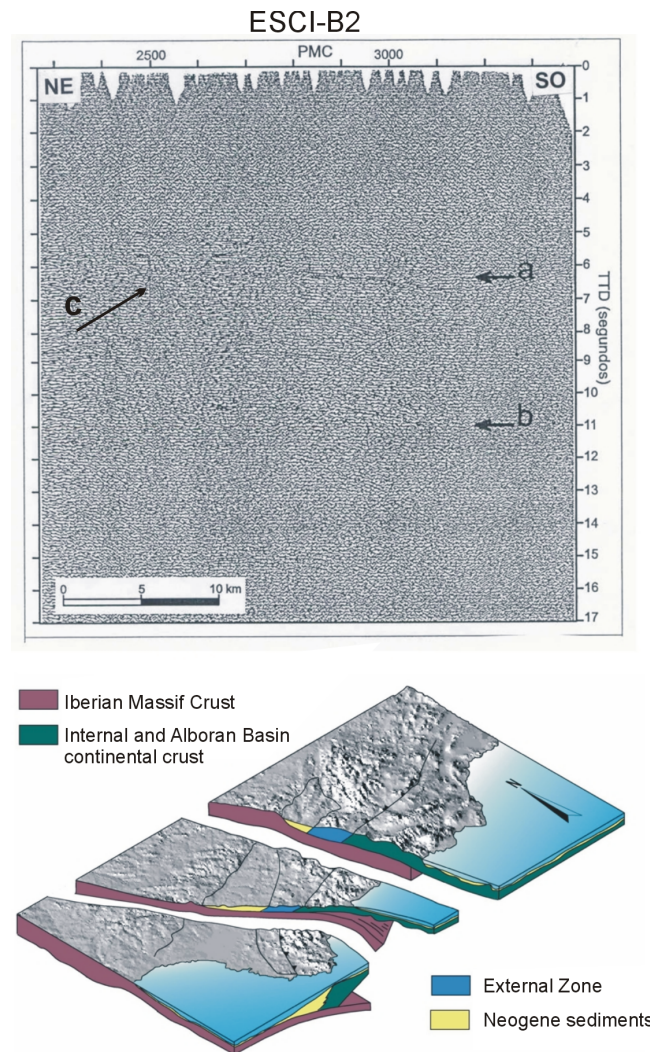 ESCI-B2
2500 PMC 3000
NE SO
0
1
2
3
4
5
6
7
8
9
10
11
12
13
14
15
16
17
TTD (segundos)
a
b
c
0 5 10 km
Iberian Massif Crust
Internal and Alboran Basin
continental crust
N
External Zone
Neogene sediments